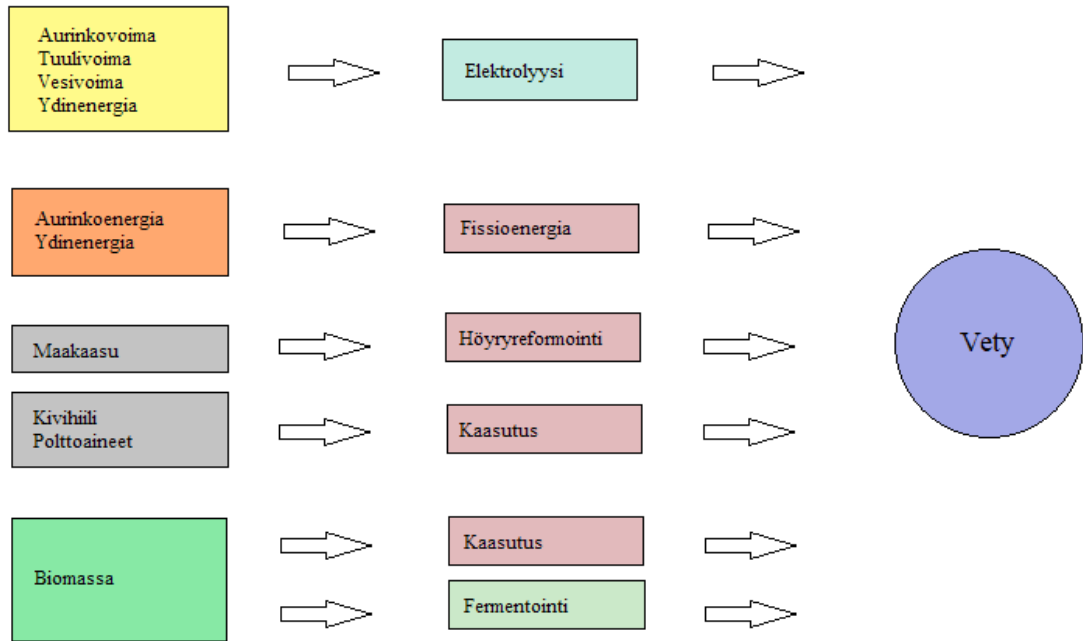 Aurinkovoima
Tuulivoima
Vesivoima
Ydinenergia
Elektrolyysi
Aurinkoenergia
Ydinenergia
Fissioenergia
Maakaasu
Höyryreformointi
Vety
Kivihiili
Polttoaineet
Kaasutus
Biomassa
Kaasutus
Fermentointi